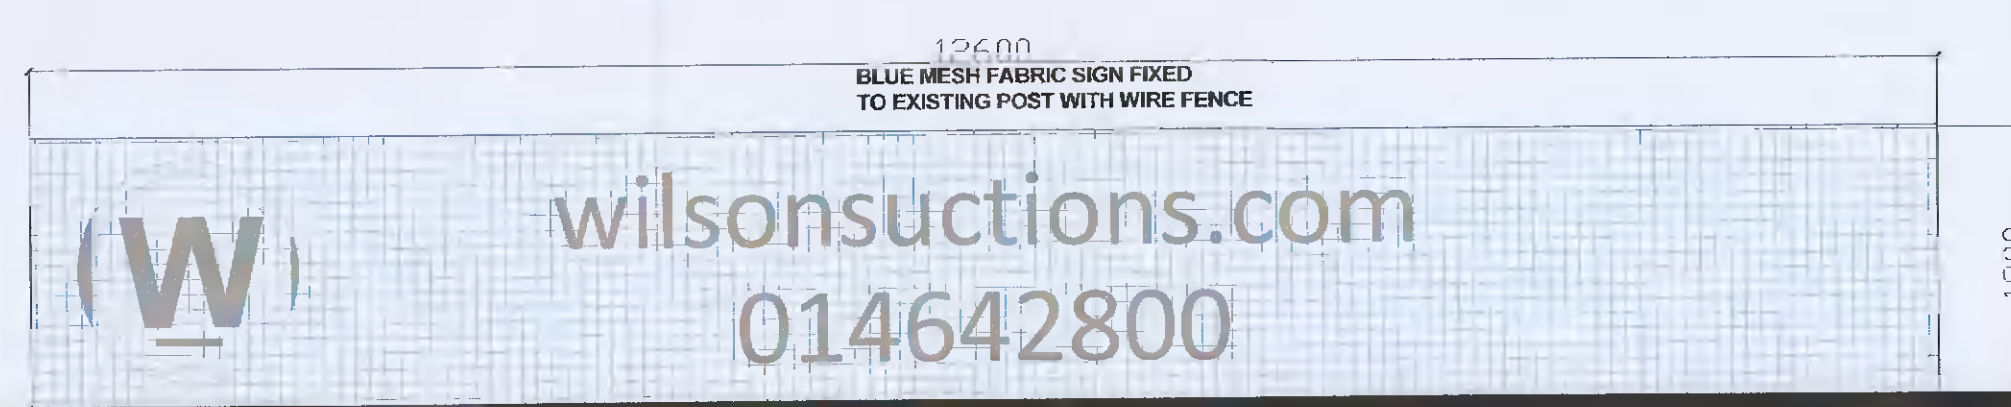 12600
BLUE MESH FABRIC SIGN FIXED
TO EXISTING POST WITH WIRE FENCE
(W)
wilsonsuctions.com
014642800